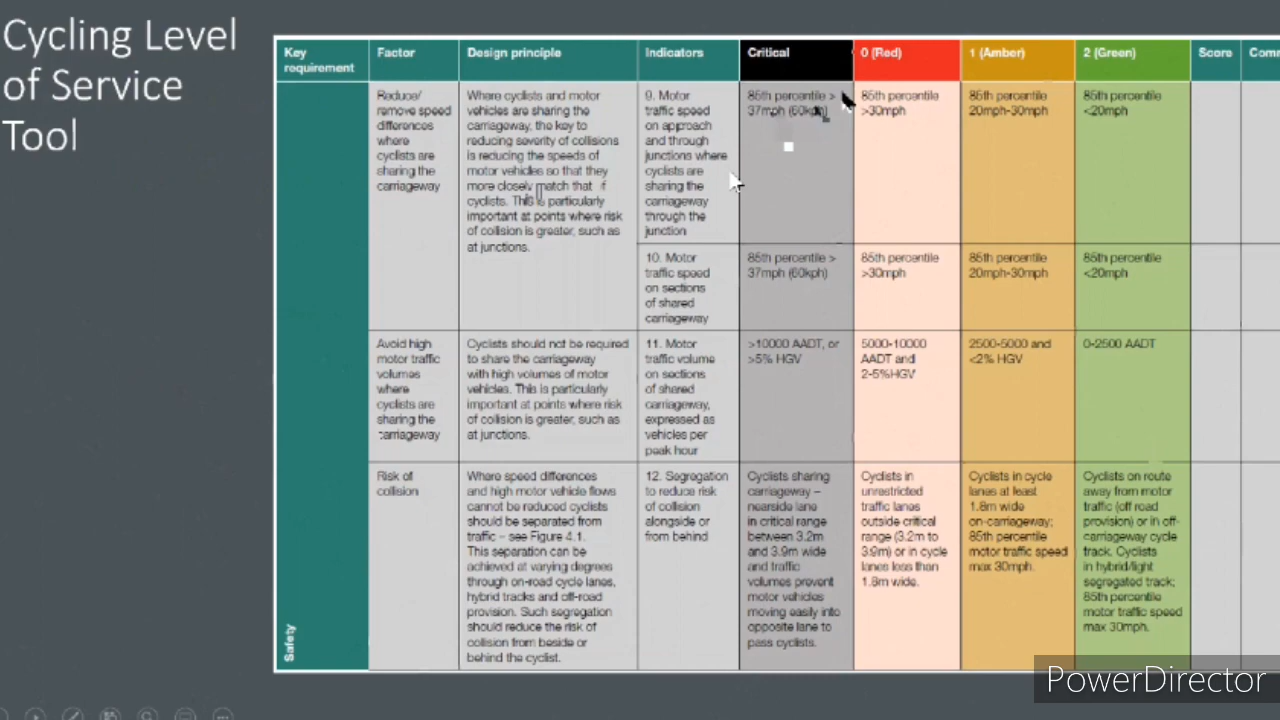 Cycling Level
of Service
Tool
Key
requirement
Factor
Design principle
Indicators
Critical
0 (Red)
1 (Amber)
2 (Green)
Score
Comm
Safety
Reduce/
remove speed
differences
where
cyclists are
sharing the
carriageway
Where cyclists and motor
vehicles are sharing the
carriageway, the key to
reducing severity of collisions
is reducing the speeds of
motor vehicles so that they
more closely match that f
cyclists. This is particularly
important at points where risk
of collision is greater, such as
at junctions.
9. Motor
traffic speed
on approach
and through
junctions where
cyclists are
sharing the
carriageway
through the
junction
85th percentile >
37mph (60kph)
85th percentile
>30mph
85th percentile
20mph-30mph
85th percentile
<20mph
10. Motor
traffic speed
on sections
of shared
carriageway
85th percentile >
37mph (60kph)
85th percentile
>30mph
85th percentile
20mph-30mph
85th percentile
<20mph
Avoid high
motor traffic
volumes
where
cyclists are
sharing the
carriageway
Cyclists should not be required
to share the carriageway
with high volumes of motor
vehicles. This is particularly
important at points where risk
of collision is greater, such as
at junctions.
11. Motor
traffic volume
on sections
of shared
carriageway,
expressed as
vehicles per
peak hour
>10000 AADT, or
>5% HGV
5000-10000
AADT and
2-5%HGV
2500-5000 and
<2% HGV
0-2500 AADT
Risk of
collision
Where speed differences
and high motor vehicle flows
cannot be reduced cyclists
should be separated from
traffic – see Figure 4.1.
This separation can be
achieved at varying degrees
through on-road cycle lanes,
hybrid tracks and off-road
provision. Such segregation
should reduce the risk of
collision from beside or
behind the cyclist.
12. Segregation
to reduce risk
of collision
alongside or
from behind
Cyclists sharing
carriageway –
nearside lane
in critical range
between 3.2m
and 3.9m wide
and traffic
volumes prevent
motor vehicles
moving easily into
opposite lane to
pass cyclists.
Cyclists in
unrestricted
traffic lanes
outside critical
range (3.2m to
3.9m) or in cycle
lanes less than
1.8m wide.
Cyclists in cycle
lanes at least
1.8m wide
on-carriageway;
85th percentile
motor traffic speed
max 30mph.
Cyclists on route
away from motor
traffic (off road
provision) or in off-
carriageway cycle
track. Cyclists
in hybrid/light
segregated track;
85th percentile
motor traffic speed
max 30mph.
PowerDirector